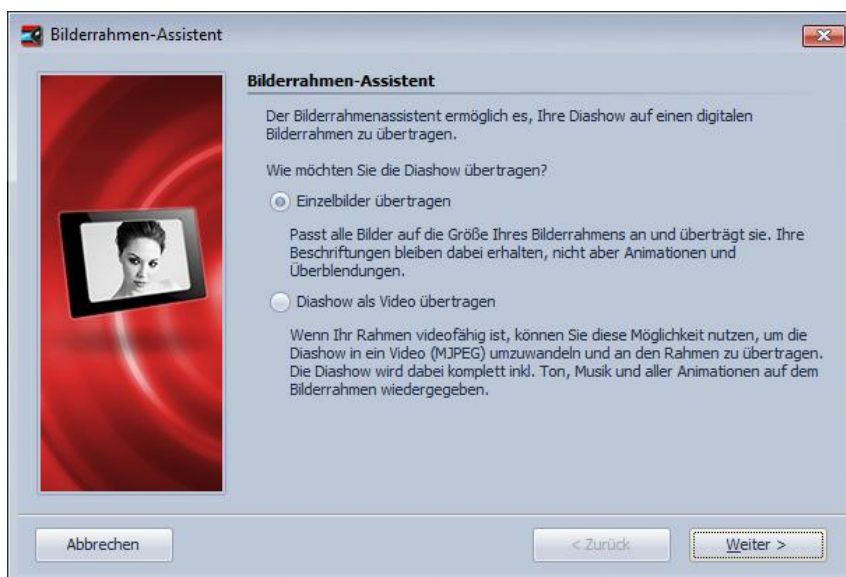 Bilderrahmen-Assistent
Bilderrahmen-Assistent
Der Bilderrahmenassistent ermöglich es, Ihre Diashow auf einen digitalen
Bilderrahmen zu übertragen.
Wie möchten Sie die Diashow übertragen?
Einzelbilder übertragen
Passt alle Bilder auf die Größe Ihres Bilderrahmens an und überträgt sie. Ihre
Beschriftungen bleiben dabei erhalten, nicht aber Animationen und
Überblendungen.
Diashow als Video übertragen
Wenn Ihr Rahmen videofähig ist, können Sie diese Möglichkeit nutzen, um die
Diashow in ein Video (MJPEG) umzuwandeln und an den Rahmen zu übertragen.
Die Diashow wird dabei komplett inkl. Ton, Musik und aller Animationen auf dem
Bilderrahmen wiedergegeben.
Abbrechen
< Zurück
Weiter >